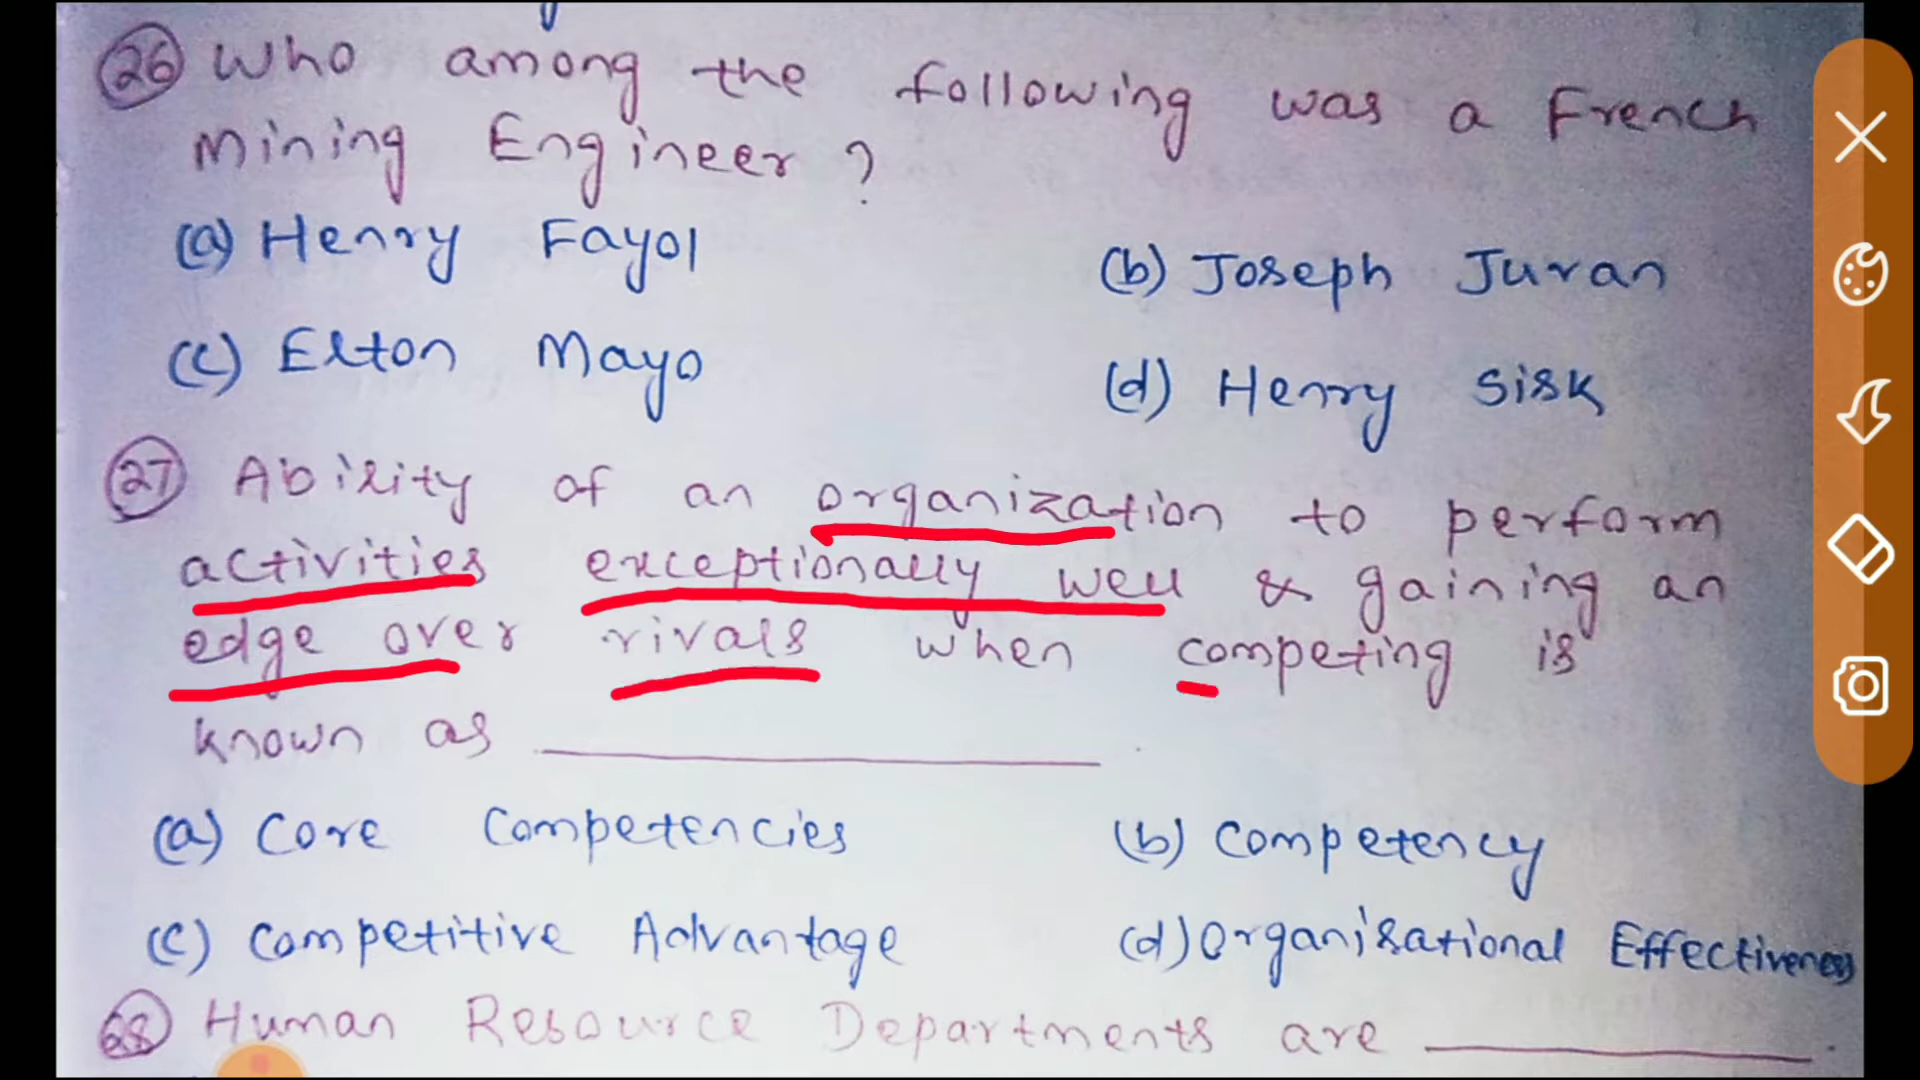 26 Who among the following was a French
Mining Engineer ?
(a) Henry Fayol
(b) Joseph Juran
(c) Elton Mayo
(d) Henry Sisk
27 Ability of an organization to perform
activities exceptionally well & gaining an
edge over rivals when competing is
known as ___________.
(a) Core Competencies
(b) Competency
(c) Competitive Advantage
(d) Organisational Effectiveness
28 Human Resource Departments are ___________.